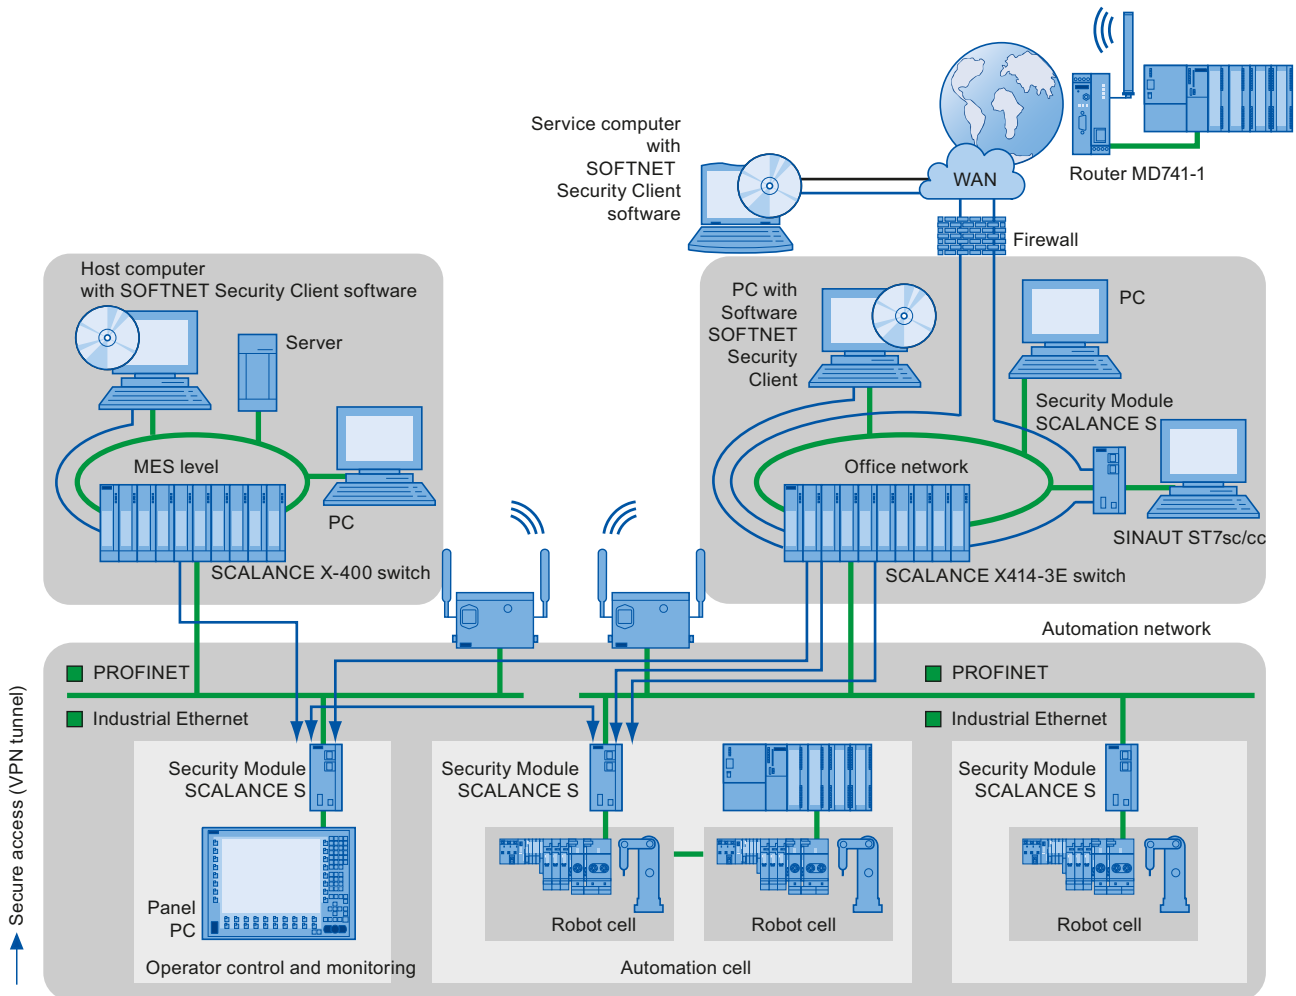 Service computer
with
SOFTNET
Security Client
software
WAN
Router MD741-1
Firewall
Host computer
with SOFTNET Security Client software
Server
MES level
PC
SCALANCE X-400 switch
PC with
Software
SOFTNET
Security
Client
PC
Security Module
SCALANCE S
Office network
SINAUT ST7sc/cc
SCALANCE X414-3E switch
Automation network
PROFINET
PROFINET
Industrial Ethernet
Industrial Ethernet
Security Module
SCALANCE S
Security Module
SCALANCE S
Security Module
SCALANCE S
Panel
PC
Robot cell
Robot cell
Robot cell
Operator control and monitoring
Automation cell
Secure access (VPN tunnel)